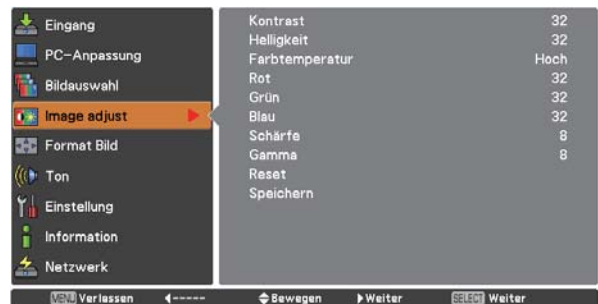 Eingang
PC-Anpassung
Bildauswahl
Image adjust
Format Bild
Ton
Einstellung
Information
Netzwerk
Kontrast 32
Helligkeit 32
Farbtemperatur Hoch
Rot 32
Grün 32
Blau 32
Schärfe 8
Gamma 8
Reset
Speichern
MENU Verlassen ◀----- ◆Bewegen ▶Weiter SELECT Weiter